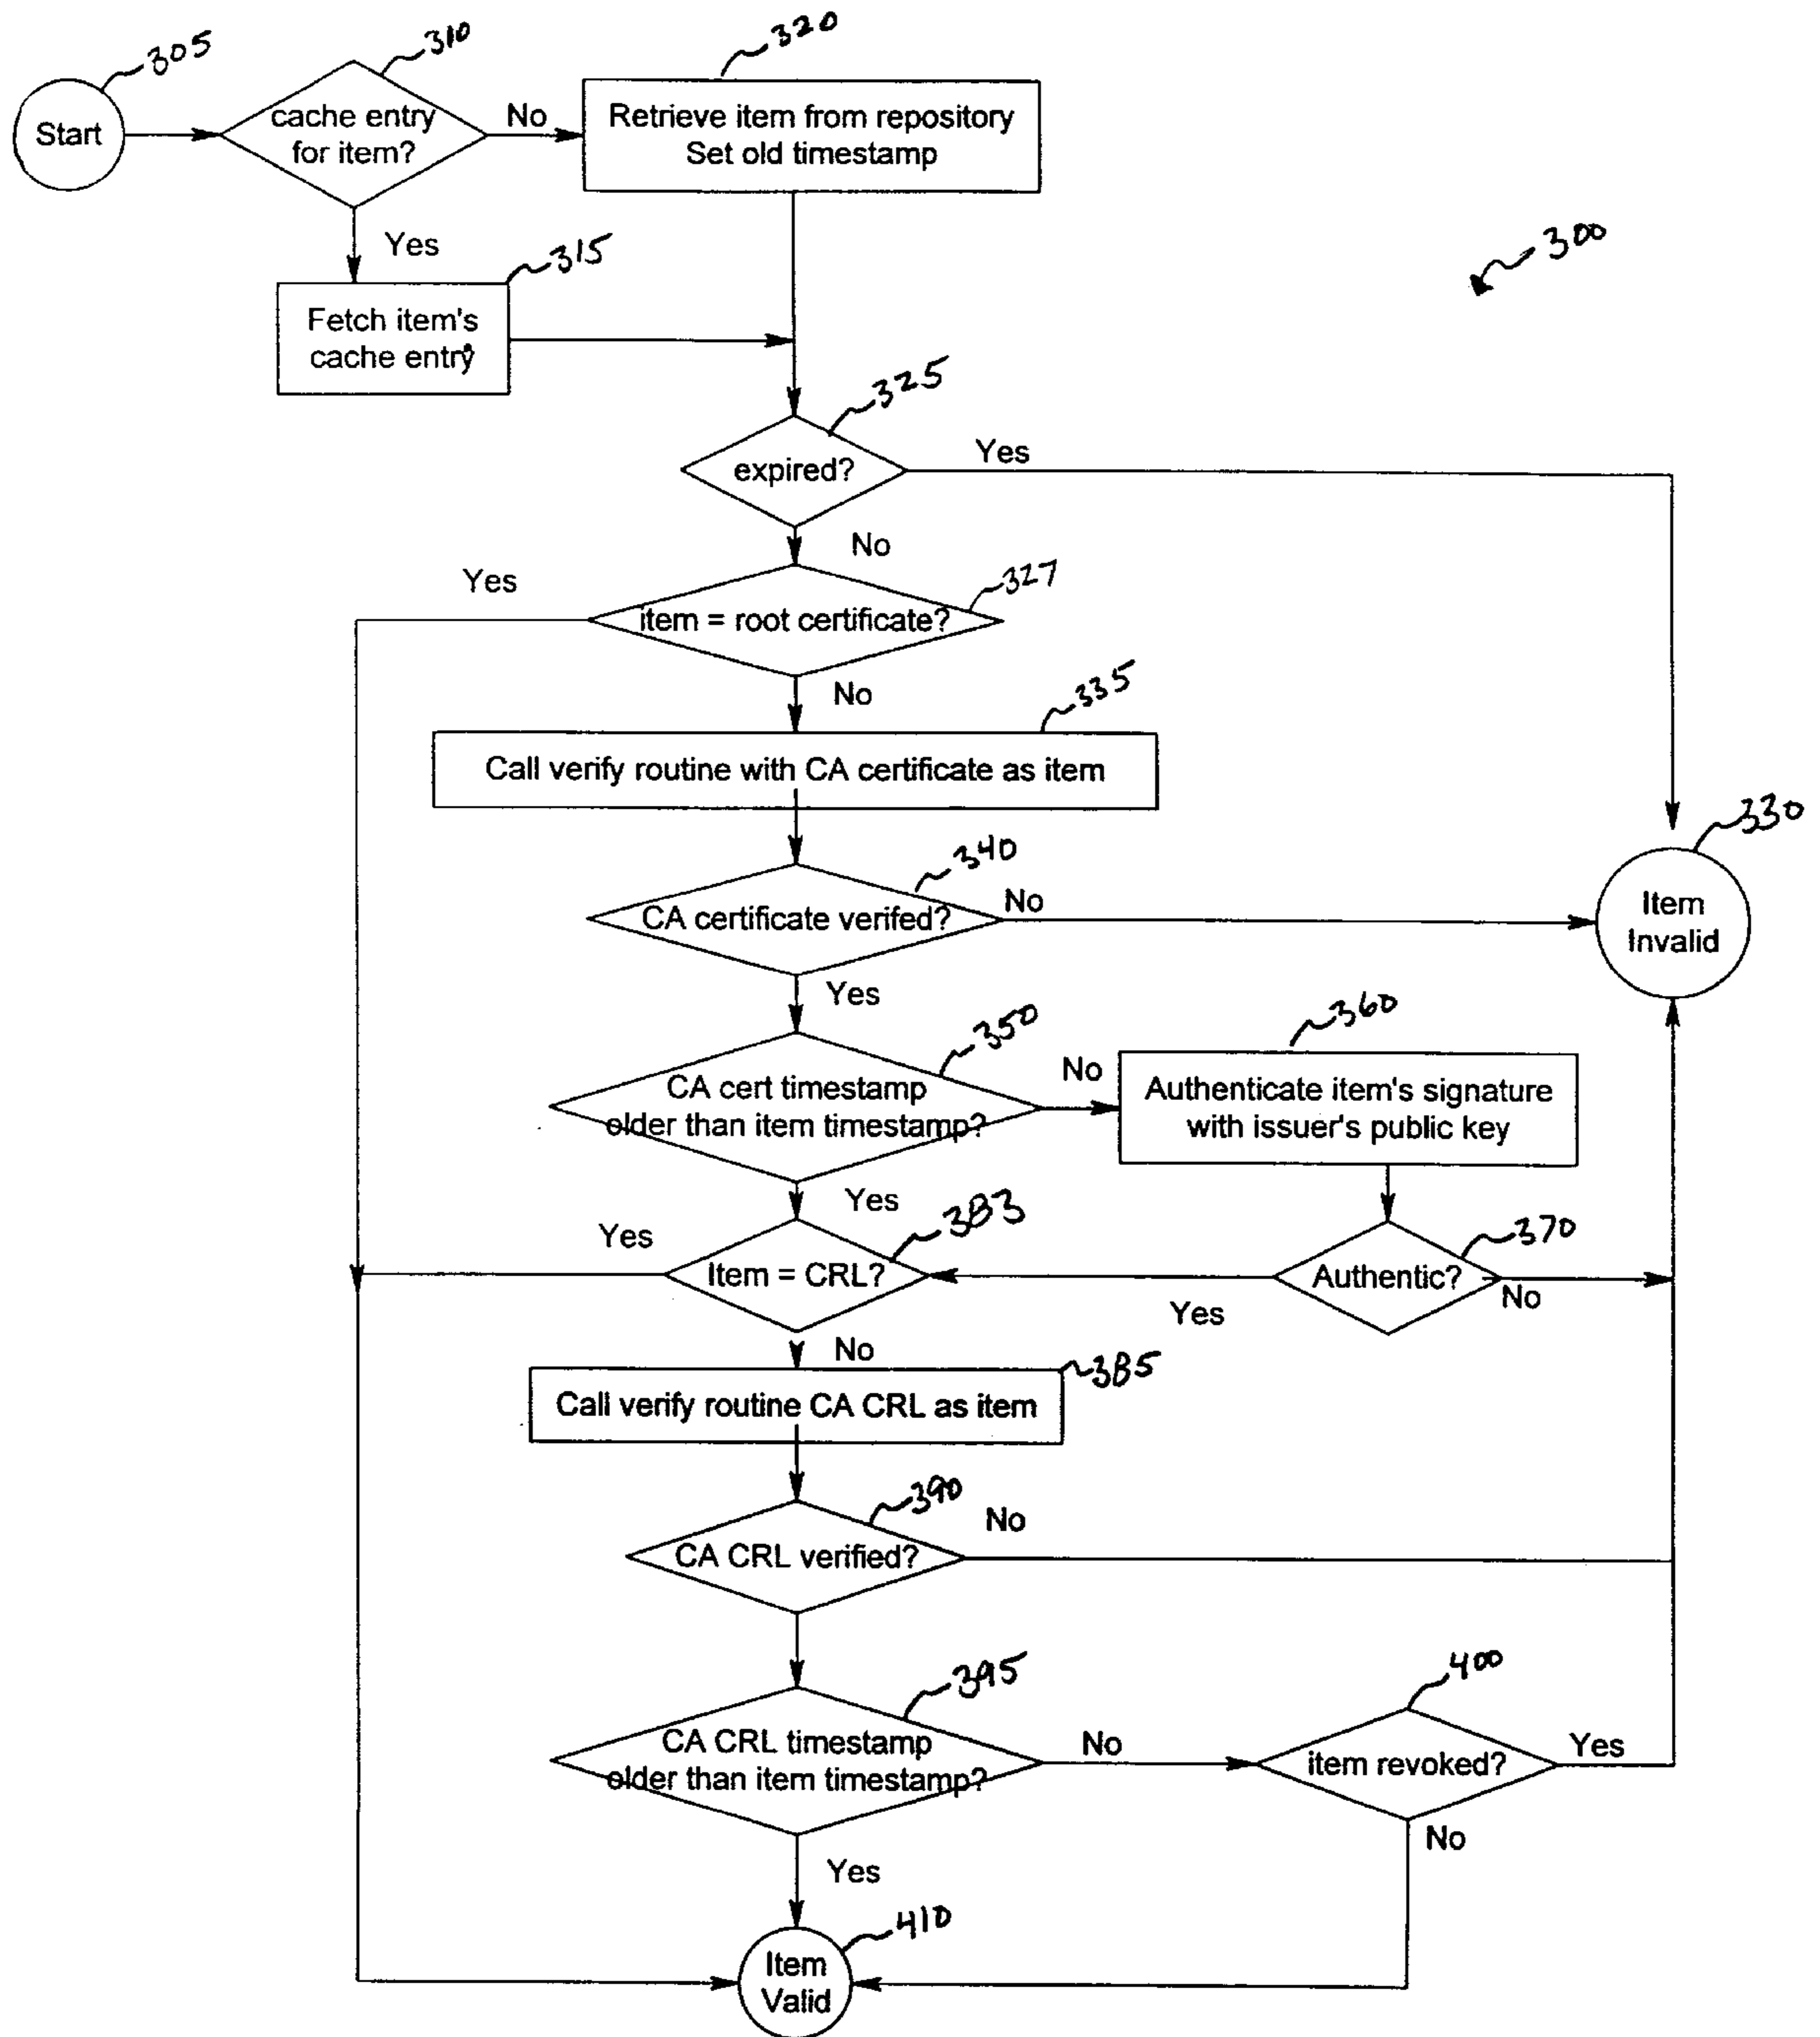 305
310
320
Start
cache entry
for item?
No
Retrieve item from repository
Set old timestamp
Yes
315
300
Fetch item's
cache entry
325
expired?
Yes
No
Yes
327
item = root certificate?
No
335
Call verify routine with CA certificate as item
330
340
CA certificate verifed?
No
Item
Invalid
Yes
350
360
CA cert timestamp
older than item timestamp?
No
Authenticate item's signature
with issuer's public key
Yes
383
Yes
370
Item = CRL?
Authentic?
No
Yes
No
385
Call verify routine CA CRL as item
390
No
CA CRL verified?
395
400
CA CRL timestamp
older than item timestamp?
No
item revoked?
Yes
No
Yes
410
Item
Valid